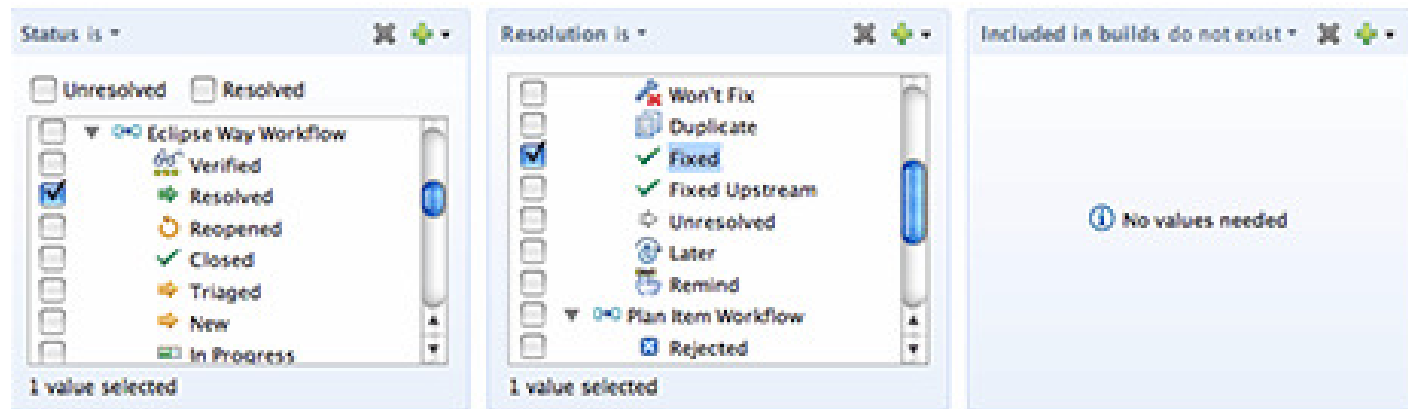 Status is
Unresolved Resolved
Eclipse Way Workflow
Verified
Resolved
Reopened
Closed
Triaged
New
In Progress
1 value selected
Resolution is
Won't Fix
Duplicate
Fixed
Fixed Upstream
Unresolved
Later
Remind
Plan Item Workflow
Rejected
1 value selected
Included in builds do not exist
No values needed